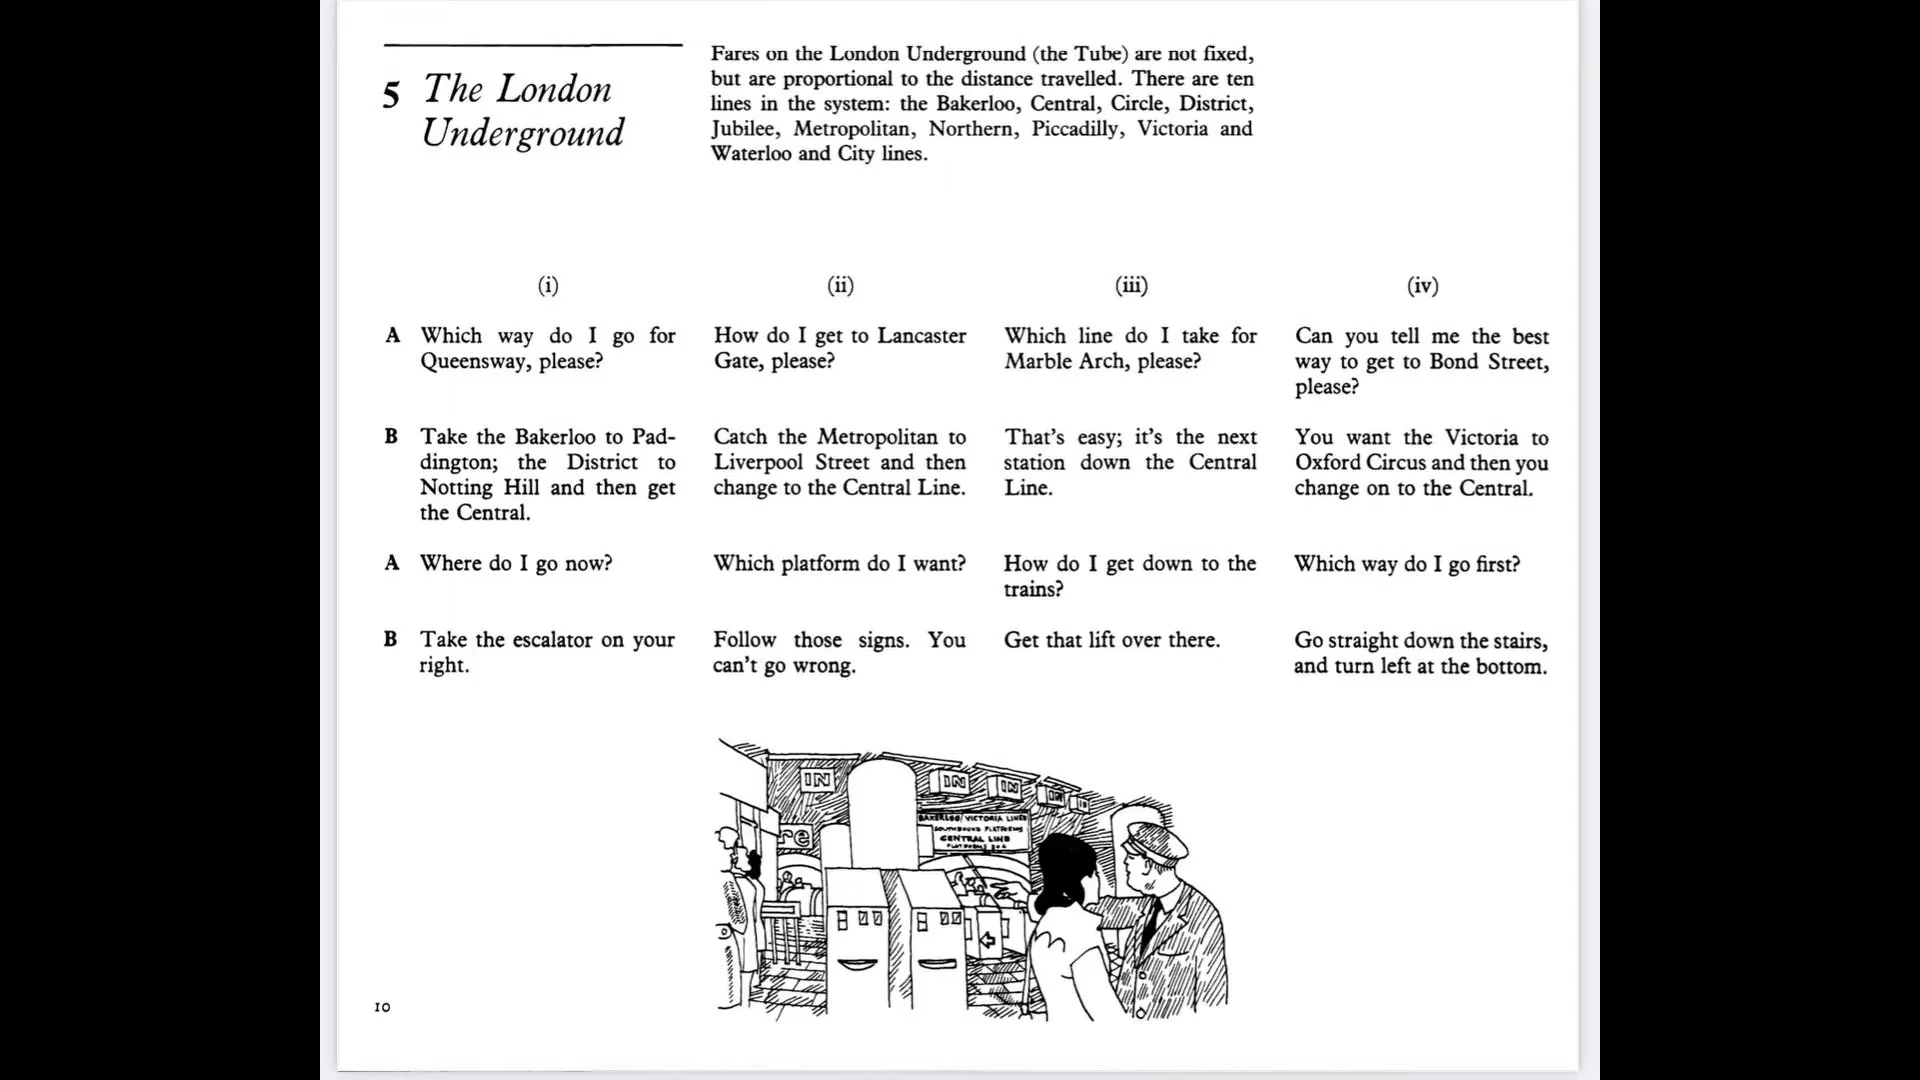 5 The London
Underground
Fares on the London Underground (the Tube) are not fixed,
but are proportional to the distance travelled. There are ten
lines in the system: the Bakerloo, Central, Circle, District,
Jubilee, Metropolitan, Northern, Piccadilly, Victoria and
Waterloo and City lines.
(i)
A Which way do I go for
Queensway, please?
B Take the Bakerloo to Pad-
dington; the District to
Notting Hill and then get
the Central.
A Where do I go now?
B Take the escalator on your
right.
(ii)
How do I get to Lancaster
Gate, please?
Catch the Metropolitan to
Liverpool Street and then
change to the Central Line.
Which platform do I want?
Follow those signs. You
can't go wrong.
(iii)
Which line do I take for
Marble Arch, please?
That's easy; it's the next
station down the Central
Line.
How do I get down to the
trains?
Get that lift over there.
(iv)
Can you tell me the best
way to get to Bond Street,
please?
You want the Victoria to
Oxford Circus and then you
change on to the Central.
Which way do I go first?
Go straight down the stairs,
and turn left at the bottom.
IN
IN
IN
IN
re
BAKERLOO/VICTORIA LINES
SOUTHBOUND PLATFORMS
CENTRAL LINE
PLATFORMS
10